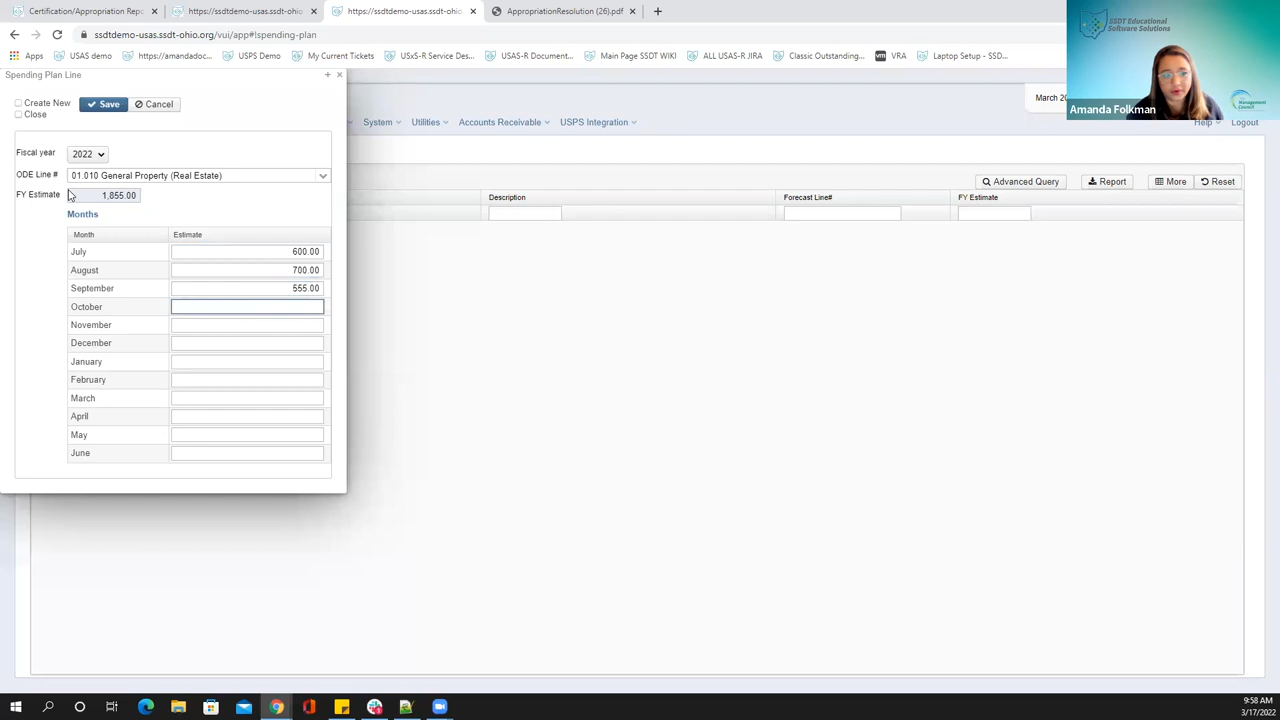 Certification/Appropriation Repo
https://ssdtdemo-usas.ssdt-ohio
https://ssdtdemo-usas.ssdt-ohio
AppropriationResolution (26).pdf
ssdtdemo-usas.ssdt-ohio.org/vui/app#!spending-plan
Apps
USAS demo
https://amandadoc...
USPS Demo
My Current Tickets
USxS-R Service Des...
USAS-R Document...
Main Page SSDT WIKI
ALL USAS-R JIRA
Classic Outstanding...
VRA
Laptop Setup - SSD...
SSDT Educational
Software Solutions
Management
Council
Amanda Folkman
Spending Plan Line
Create New
Close
Save
Cancel
March 20
System
Utilities
Accounts Receivable
USPS Integration
Help
Logout
Fiscal year
2022
ODE Line #
01.010 General Property (Real Estate)
FY Estimate
1,855.00
Months
Month
Estimate
July
600.00
August
700.00
September
555.00
October
November
December
January
February
March
April
May
June
Advanced Query
Report
More
Reset
Description
Forecast Line#
FY Estimate
9:58 AM
3/17/2022